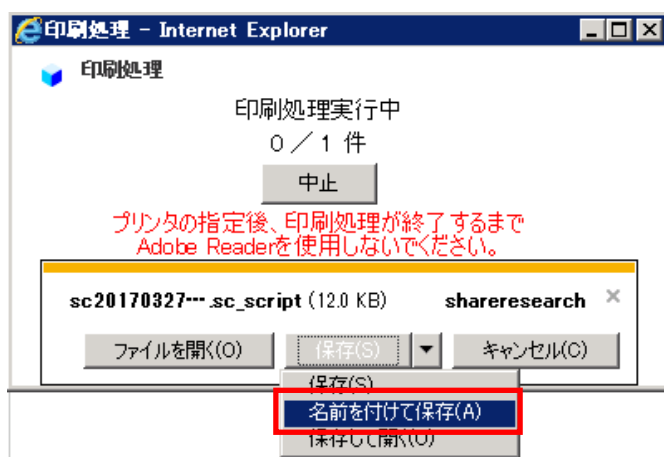 印刷処理 - Internet Explorer
印刷処理
印刷処理実行中
0 / 1 件
中止
プリンタの指定後、印刷処理が終了するまで
Adobe Readerを使用しないでください。
sc20170327….sc_script (12.0 KB) shareresearch ×
ファイルを開く(O) 保存(S) ▼ キャンセル(C)
保存(S)
名前を付けて保存(A)
保存して開く(O)